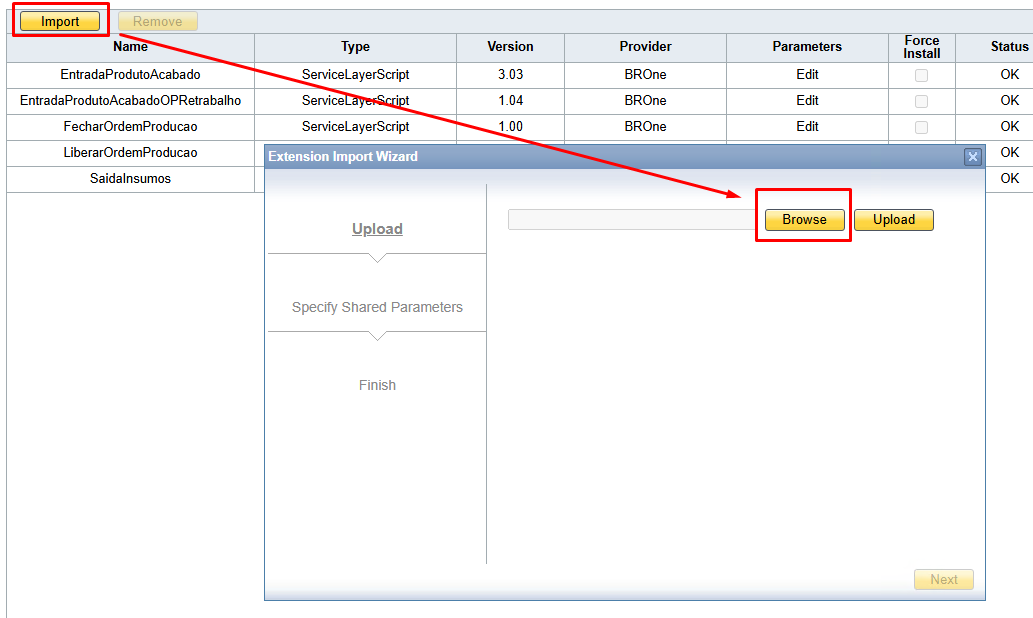 Import Remove
Name Type Version Provider Parameters Force Install Status
EntradaProdutoAcabado ServiceLayerScript 3.03 BROne Edit OK
EntradaProdutoAcabadoOPRetrabalho ServiceLayerScript 1.04 BROne Edit OK
FecharOrdemProducao ServiceLayerScript 1.00 BROne Edit OK
LiberarOrdemProducao OK
SaidaInsumos OK
Extension Import Wizard
Upload
Browse Upload
Specify Shared Parameters
Finish
Next